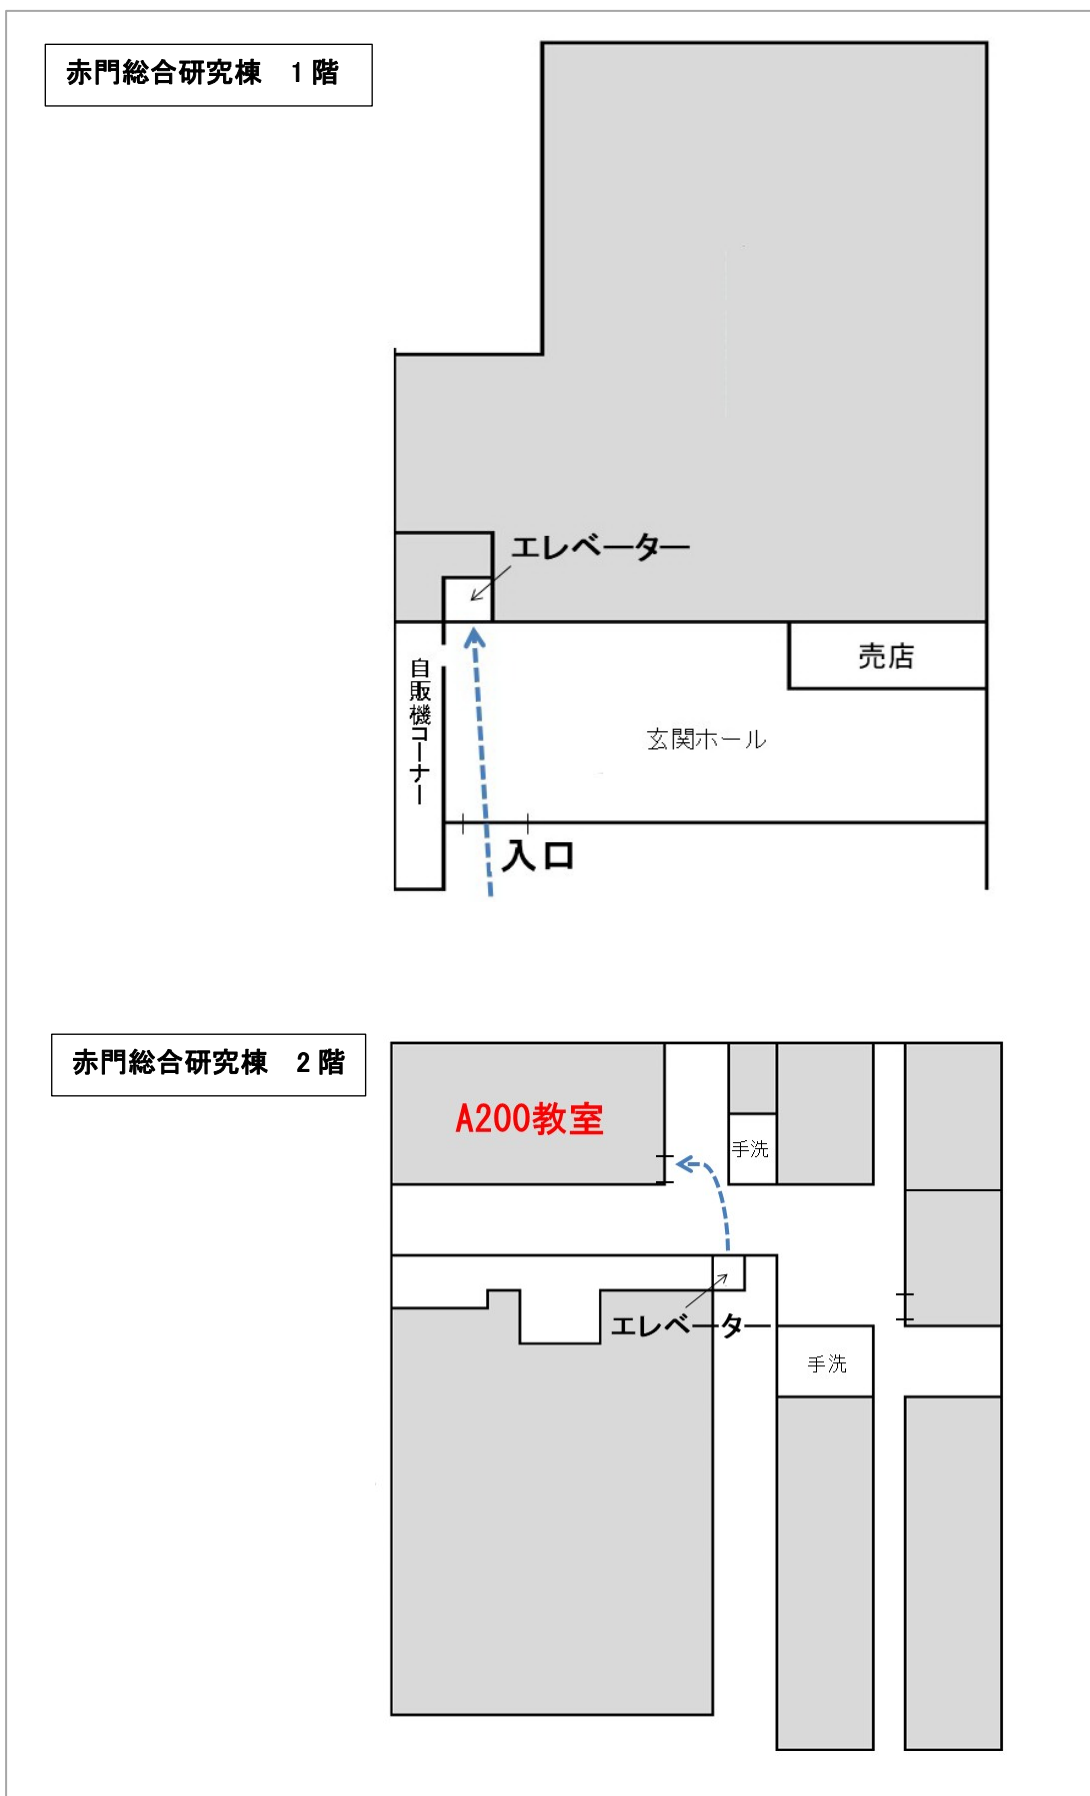 赤門総合研究棟　1階
エレベーター
売店
自販機コーナー
玄関ホール
入口
赤門総合研究棟　2階
A200教室
手洗
エレベーター
手洗